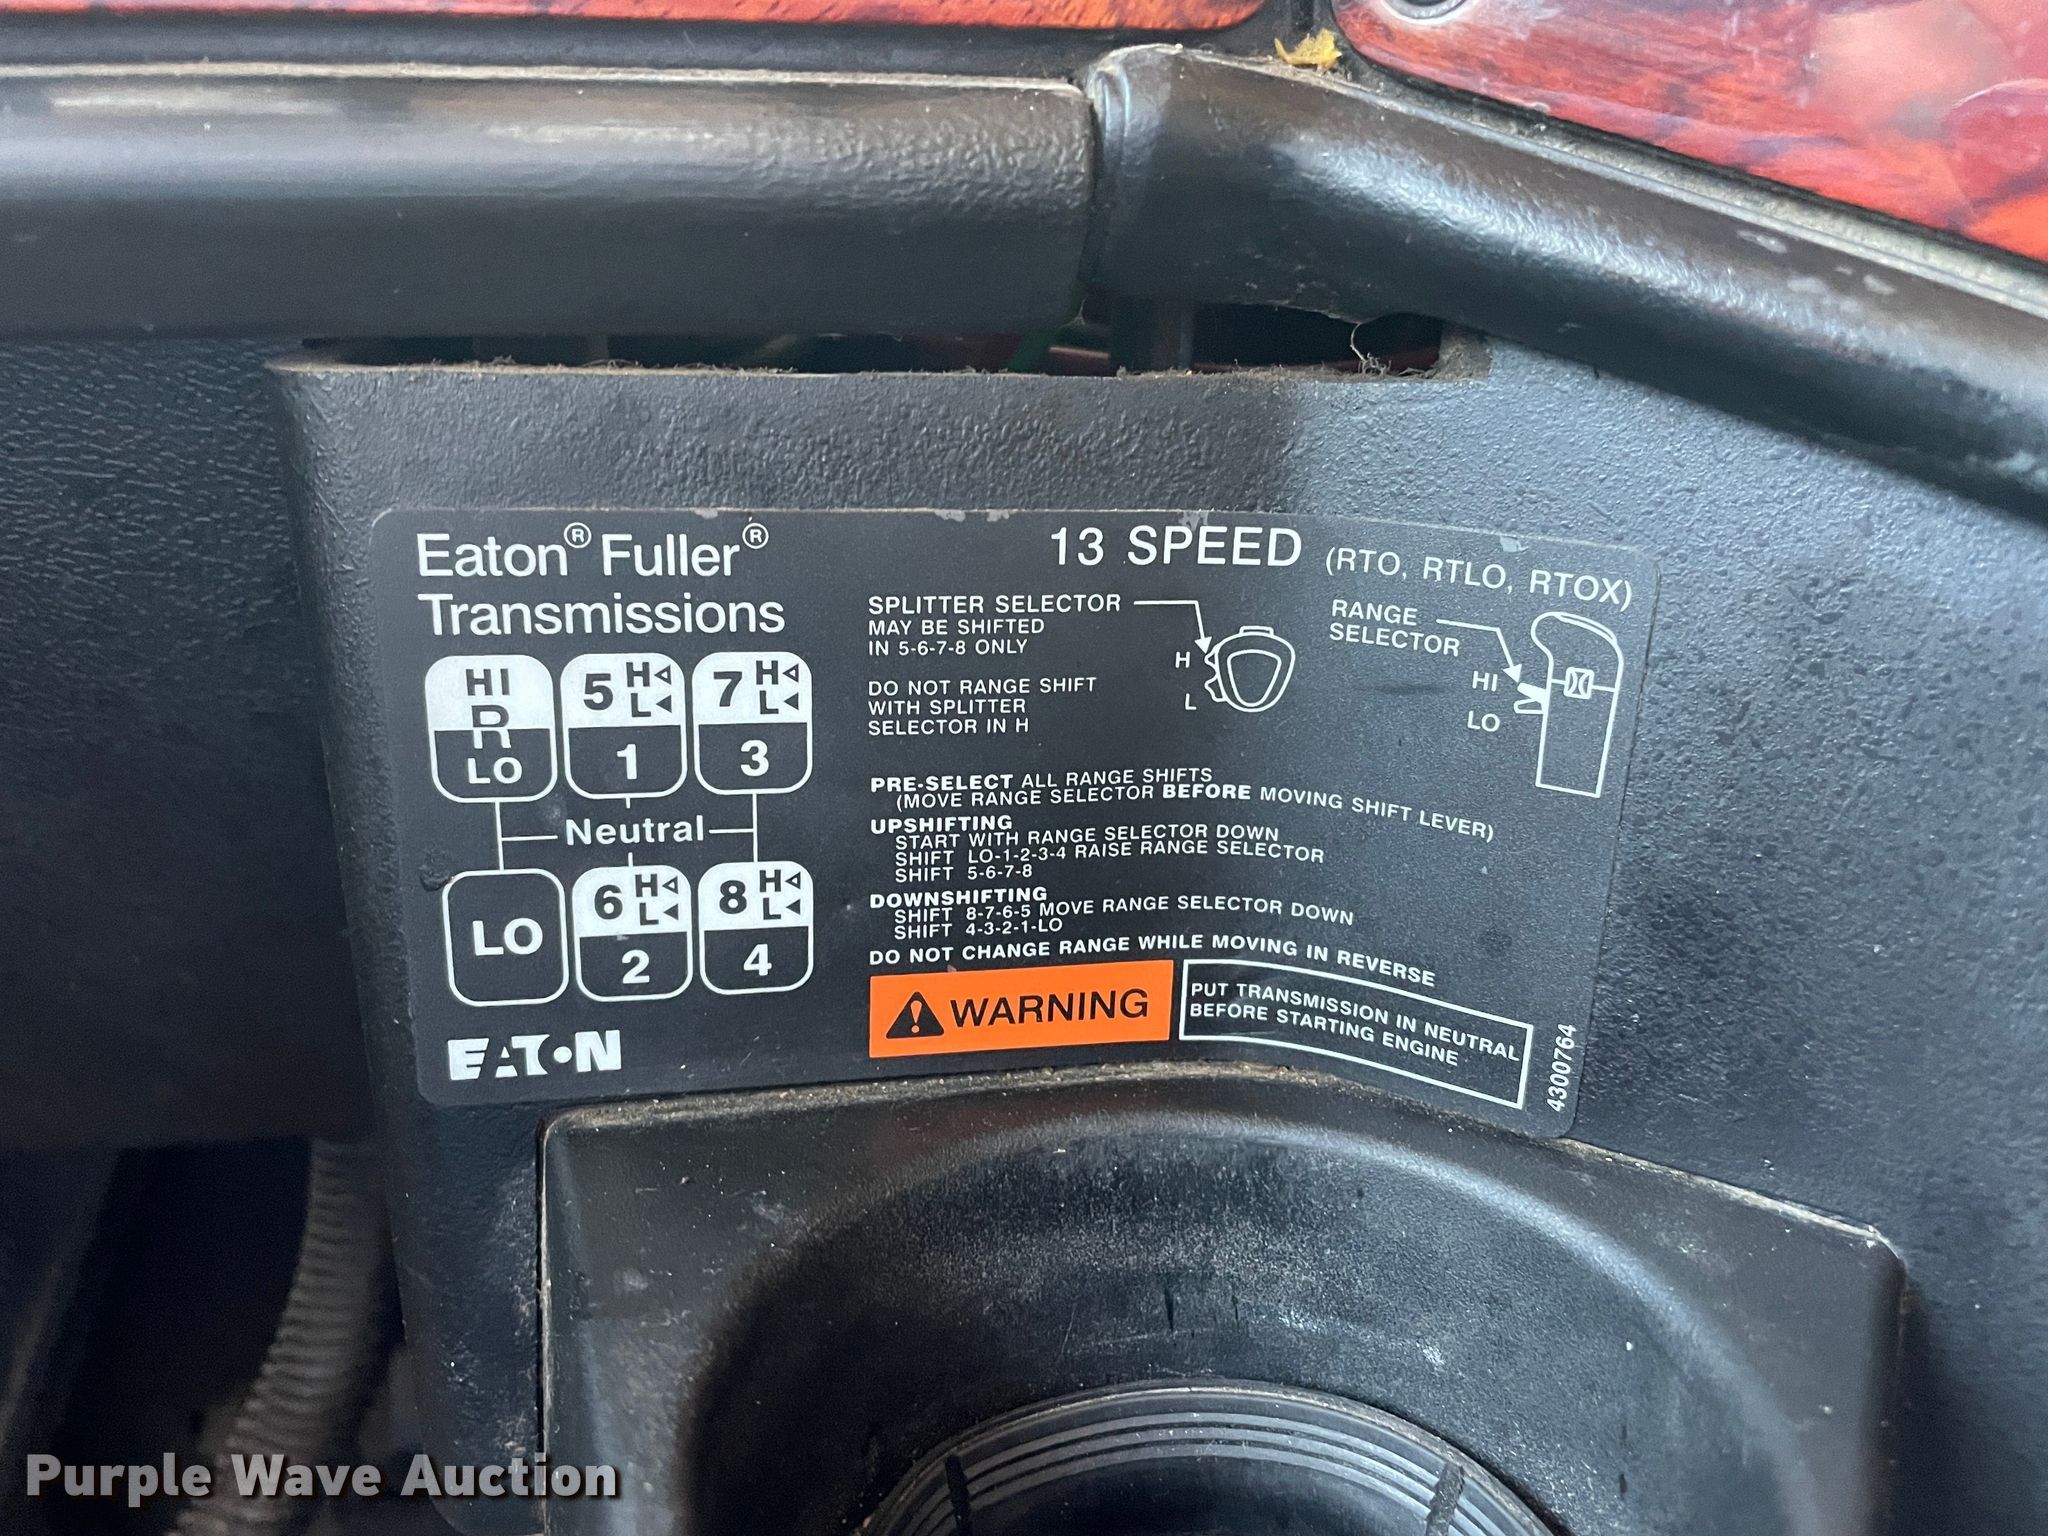 Eaton® Fuller®
Transmissions
13 SPEED (RTO, RTLO, RTOX)
HI
R
LO
5 H
L
1
7 H
L
3
Neutral
LO
6 H
L
2
8 H
L
4
EATON
SPLITTER SELECTOR
MAY BE SHIFTED
IN 5-6-7-8 ONLY
H
L
RANGE
SELECTOR
HI
LO
DO NOT RANGE SHIFT
WITH SPLITTER
SELECTOR IN H
PRE-SELECT ALL RANGE SHIFTS
(MOVE RANGE SELECTOR BEFORE MOVING SHIFT LEVER)
UPSHIFTING
START WITH RANGE SELECTOR DOWN
SHIFT LO-1-2-3-4 RAISE RANGE SELECTOR
SHIFT 5-6-7-8
DOWNSHIFTING
SHIFT 8-7-6-5 MOVE RANGE SELECTOR DOWN
SHIFT 4-3-2-1-LO
DO NOT CHANGE RANGE WHILE MOVING IN REVERSE
WARNING
PUT TRANSMISSION IN NEUTRAL
BEFORE STARTING ENGINE
4300764
Purple Wave Auction